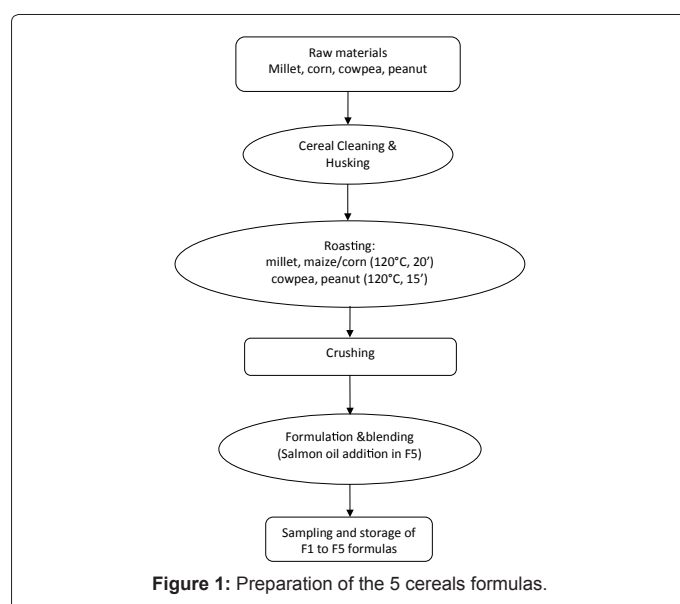 Raw materials
Millet, corn, cowpea, peanut
Cereal Cleaning &
Husking
Roasting:
millet, maize/corn (120°C, 20’)
cowpea, peanut (120°C, 15’)
Crushing
Formulation &blending
(Salmon oil addition in F5)
Sampling and storage of
F1 to F5 formulas
Figure 1: Preparation of the 5 cereals formulas.